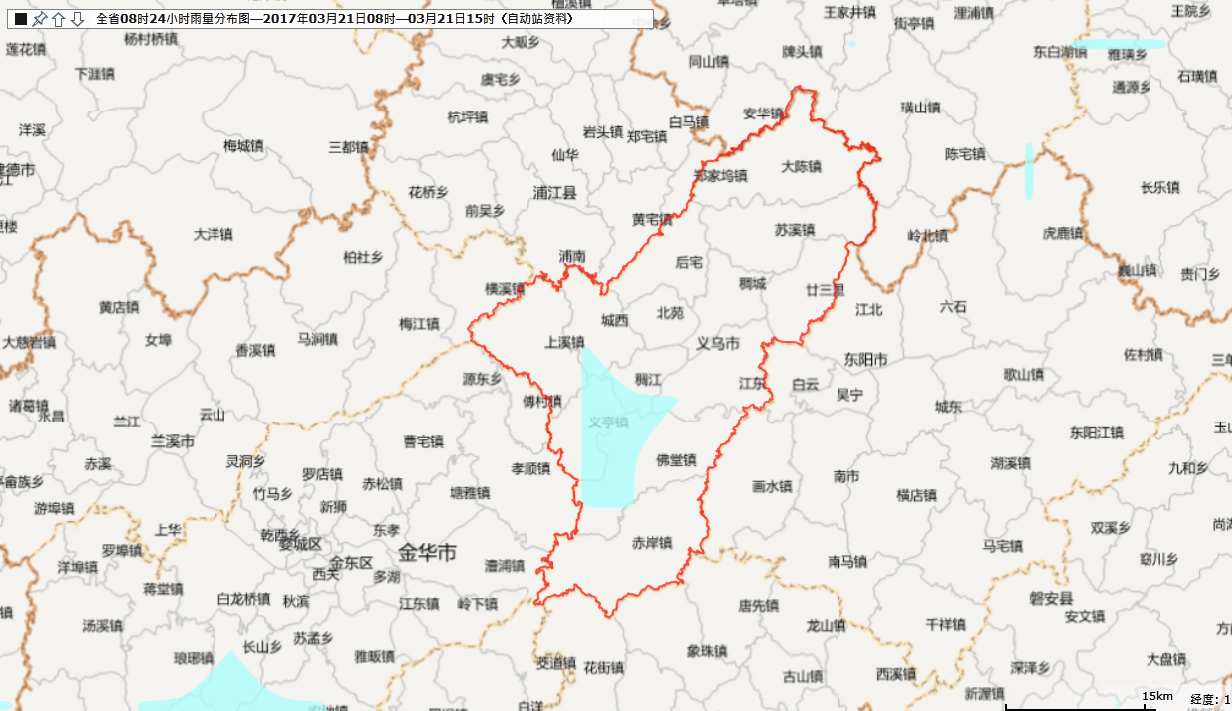 全省08时24小时雨量分布图—2017年03月21日08时—03月21日15时（自动站资料）
王家井镇
浬浦镇
王院乡
莲花镇
杨村桥镇
大畈乡
街亭镇
牌头镇
东白湖镇
雅璜乡
下涯镇
虞宅乡
同山镇
石璜镇
通源乡
杭坪镇
白马镇
安华镇
璜山镇
洋溪
岩头镇
郑宅镇
梅城镇
三都镇
仙华
陈宅镇
建德市
大陈镇
郑家坞镇
花桥乡
浦江县
长乐镇
前吴乡
黄宅镇
大洋镇
苏溪镇
岭北镇
虎鹿镇
柏社乡
浦南
后宅
巍山镇
贵门乡
横溪镇
稠城
廿三里
黄店镇
江北
六石
梅江镇
城西
北苑
大慈岩镇
女埠
马涧镇
上溪镇
义乌市
香溪镇
东阳市
佐村镇
源东乡
稠江
江东
白云
歌山镇
吴宁
诸葛镇
永昌
兰江
云山
傅村镇
城东
义亭镇
兰溪市
曹宅镇
东阳江镇
赤溪
灵洞乡
孝顺镇
佛堂镇
湖溪镇
九和乡
罗店镇
赤松镇
南市
竹马乡
塘雅镇
画水镇
横店镇
游埠镇
新狮
上华
乾西乡
东孝
双溪乡
婺城区
赤岸镇
马宅镇
罗埠镇
金华市
窈川乡
洋埠镇
金东区
澧浦镇
南马镇
西关
多湖
蒋堂镇
白龙桥镇
秋滨
江东镇
岭下镇
唐先镇
磐安县
安文镇
汤溪镇
龙山镇
千祥镇
苏孟乡
长山乡
琅琊镇
雅畈镇
茭道镇
花街镇
象珠镇
深泽乡
大盘镇
古山镇
西溪镇
新渥镇
15km
经度：1